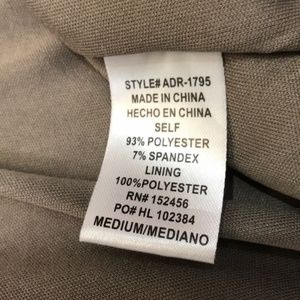 STYLE# ADR-1795
MADE IN CHINA
HECHO EN CHINA
SELF
93% POLYESTER
7% SPANDEX
LINING
100%POLYESTER
RN# 152456
PO# HL 102384
MEDIUM/MEDIANO